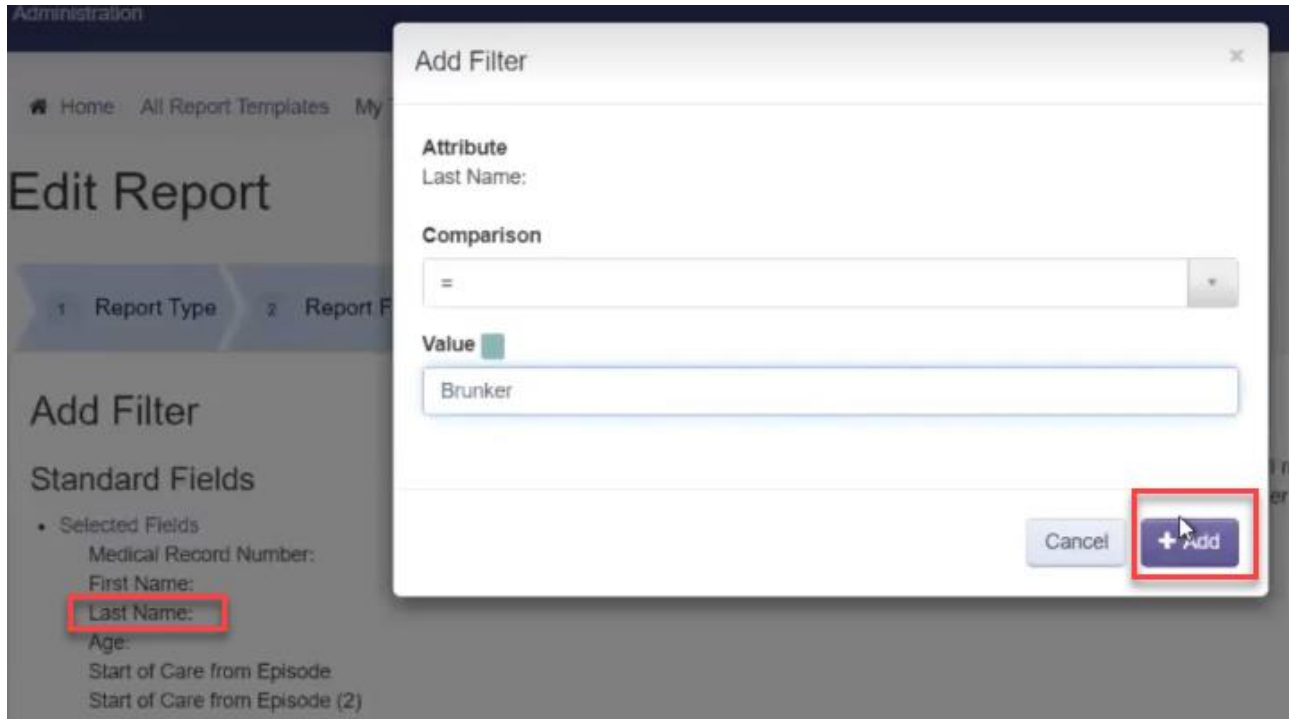 Administration
Add Filter ×
Home All Report Templates My
Edit Report
Attribute
Last Name:
Comparison
=
1 Report Type 2 Report F
Value
Brunker
Add Filter
Standard Fields
Selected Fields
Medical Record Number:
First Name:
Last Name:
Age:
Start of Care from Episode
Start of Care from Episode (2)
Cancel + Add